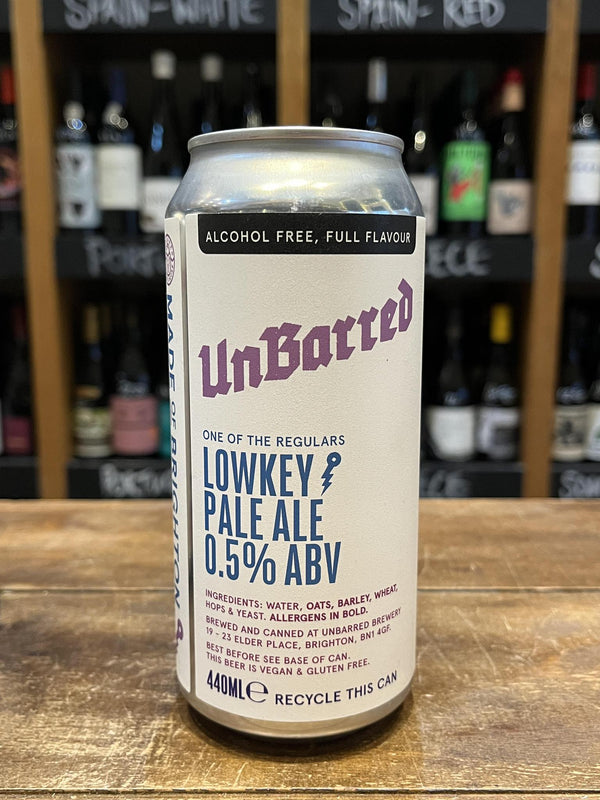 SPAIN-WHITE
SPAIN-RED
ALCOHOL FREE, FULL FLAVOUR
UnBarred
MADE OF BRIGHTON
ONE OF THE REGULARS
LOWKEY
PALE ALE
0.5% ABV
INGREDIENTS: WATER, OATS, BARLEY, WHEAT,
HOPS & YEAST. ALLERGENS IN BOLD.
BREWED AND CANNED AT UNBARRED BREWERY
19 - 23 ELDER PLACE, BRIGHTON, BN1 4GF.
BEST BEFORE SEE BASE OF CAN.
THIS BEER IS VEGAN & GLUTEN FREE.
440ML℮ RECYCLE THIS CAN